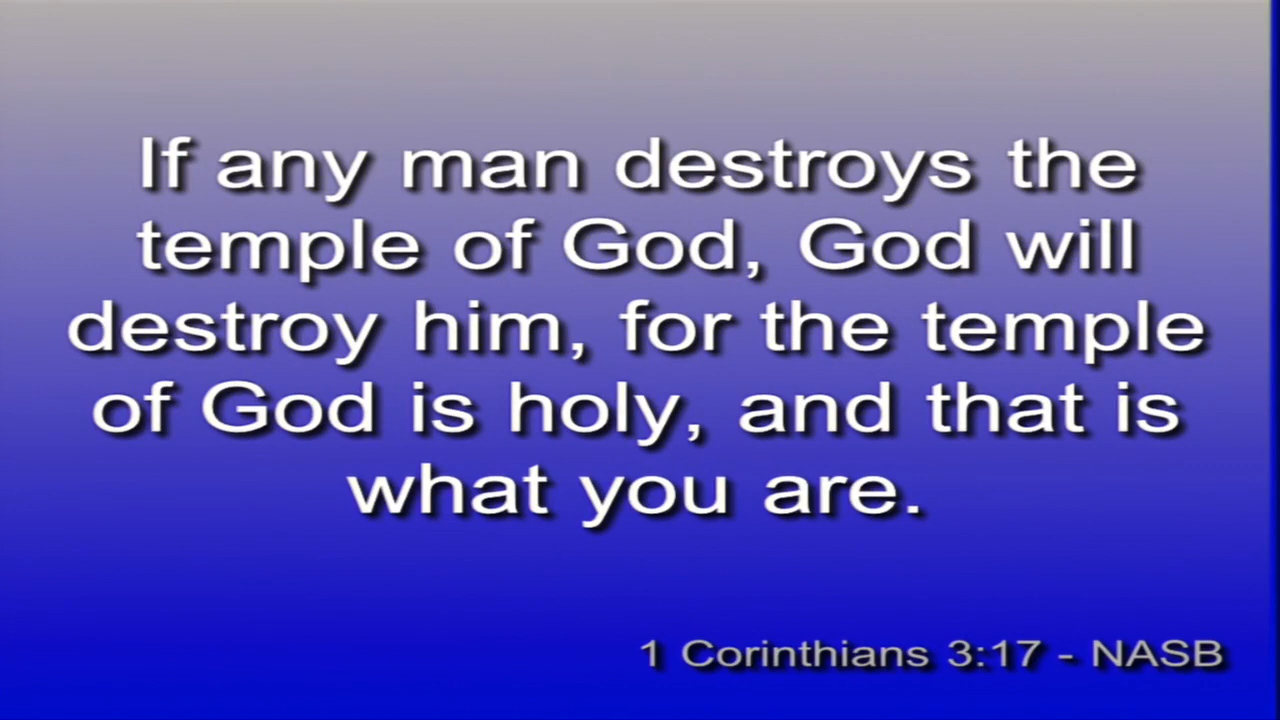 If any man destroys the
temple of God, God will
destroy him, for the temple
of God is holy, and that is
what you are.
1 Corinthians 3:17 - NASB